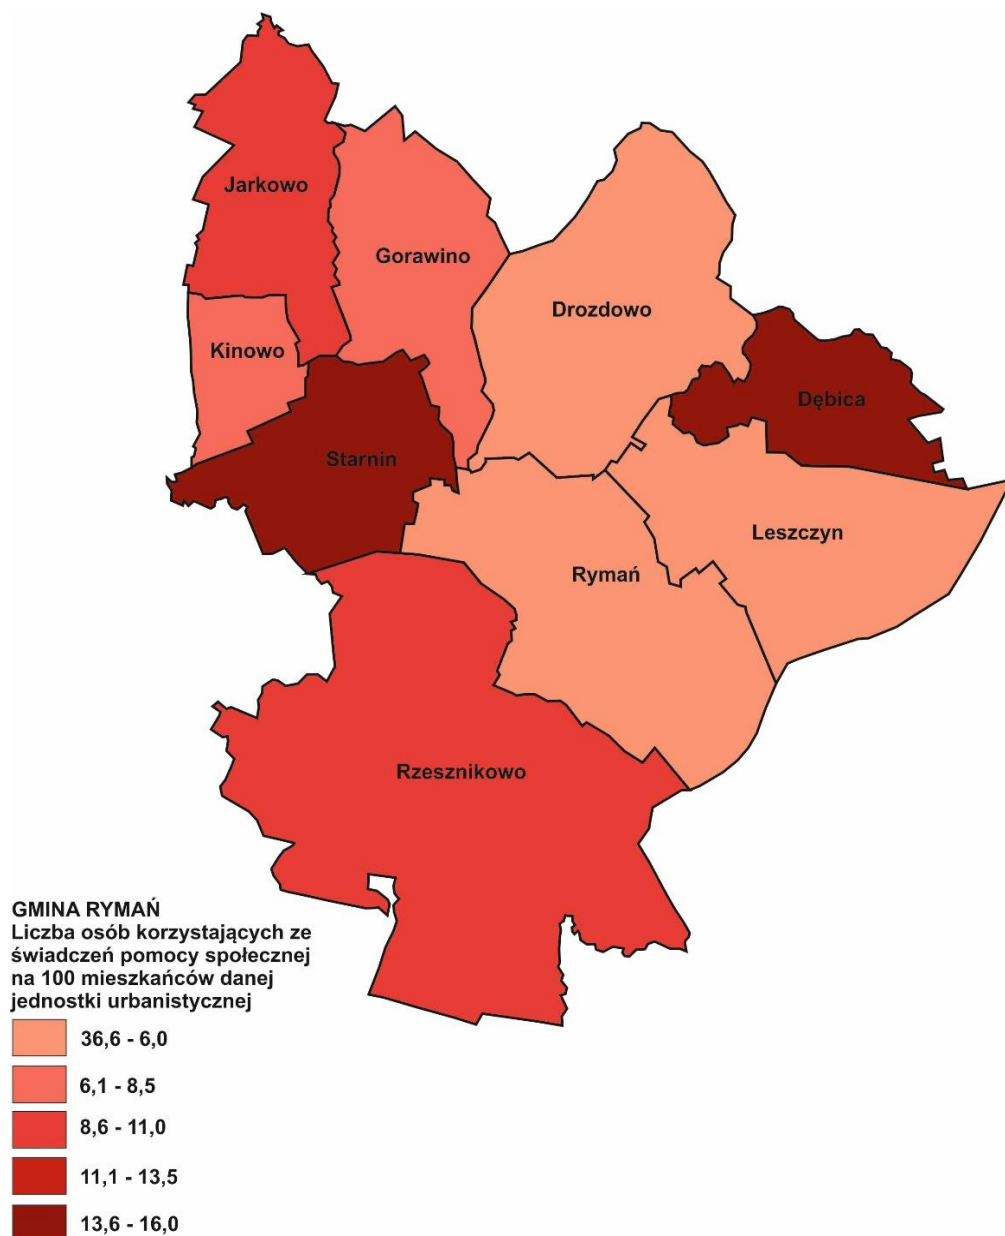 Jarkowo
Gorawino
Drozdowo
Kinowo
Dębica
Starnin
Leszczyn
Rymań
Rzesznikowo
GMINA RYMAŃ
Liczba osób korzystających ze
świadczeń pomocy społecznej
na 100 mieszkańców danej
jednostki urbanistycznej
36,6 - 6,0
6,1 - 8,5
8,6 - 11,0
11,1 - 13,5
13,6 - 16,0